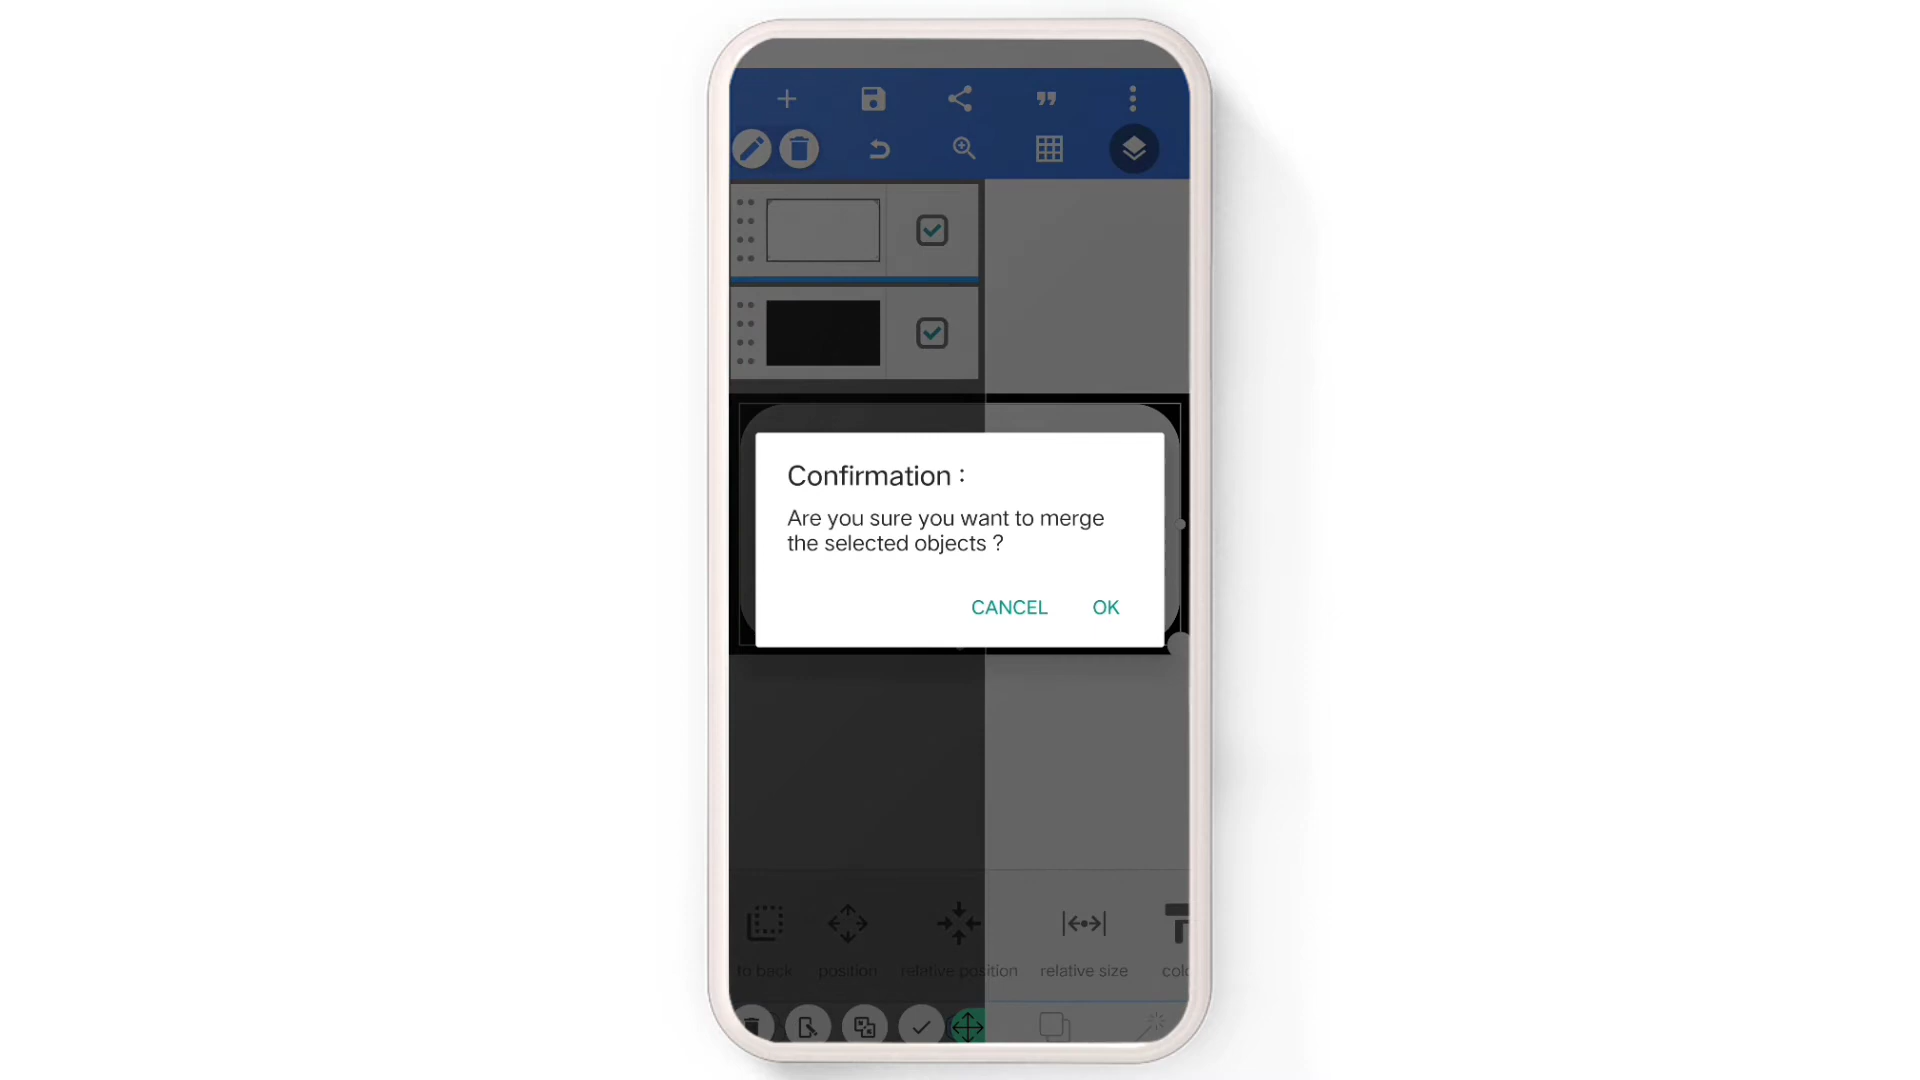 Confirmation :
Are you sure you want to merge
the selected objects ?
CANCEL OK
to back position relative position relative size colo